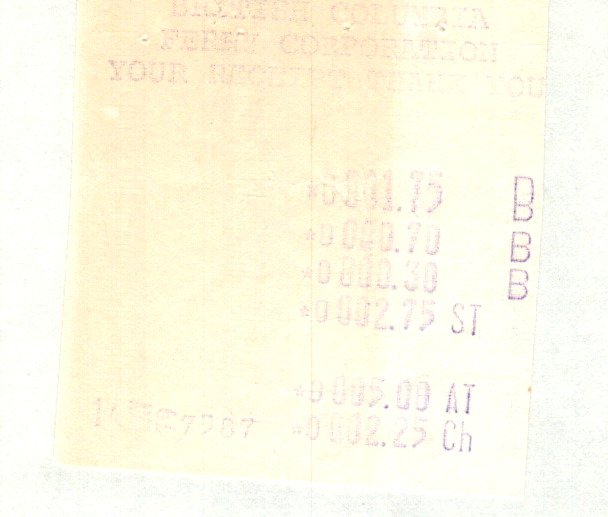 BRITISH COLUMBIA
FERRY CORPORATION
YOUR RECEIPT THANK YOU
*0001.75 B
*0000.70 B
*0000.30 B
*0002.75 ST
*0005.00 AT
*0002.25 Ch